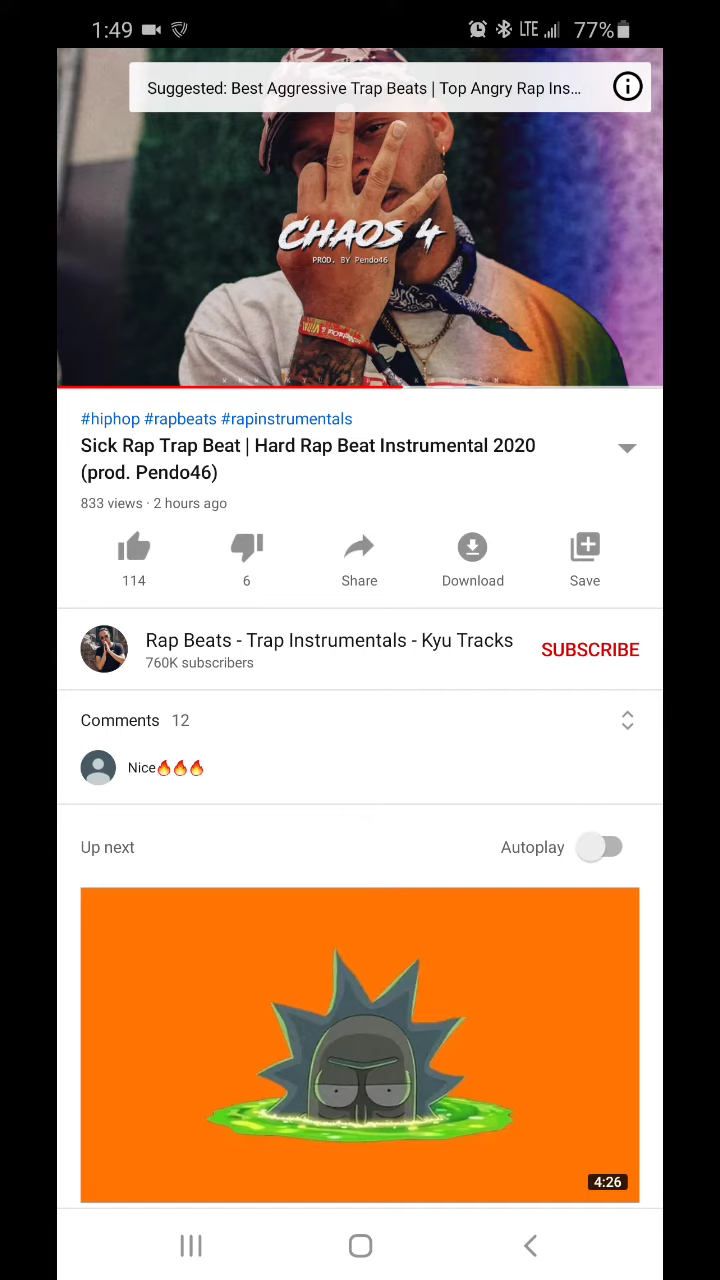 1:49
LTE 77%
Suggested: Best Aggressive Trap Beats | Top Angry Rap Ins...
CHAOS 4
PROD. BY Pendo46
#hiphop #rapbeats #rapinstrumentals
Sick Rap Trap Beat | Hard Rap Beat Instrumental 2020
(prod. Pendo46)
833 views · 2 hours ago
114
6
Share
Download
Save
Rap Beats - Trap Instrumentals - Kyu Tracks
SUBSCRIBE
760K subscribers
Comments 12
Nice🔥🔥🔥
Up next
Autoplay
4:26